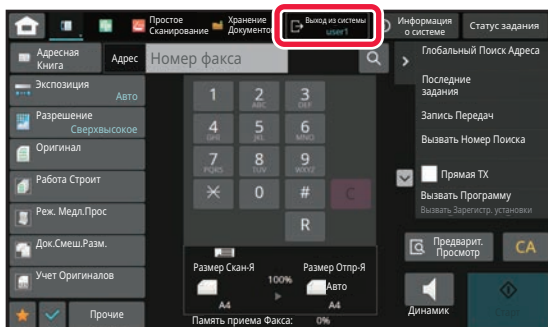 Простое
Сканирование
Хранение
Документов
Выход из системы
user1
Информация
о системе
Статус задания
Адресная
Книга
Адрес
Номер факса
Глобальный Поиск Адреса
Экспозиция
Авто
Последние
задания
Разрешение
Сверхвысокое
Запись Передач
Оригинал
Вызвать Номер Поиска
Работа Строит
Прямая TX
Реж. Медл.Прос
Вызвать Программу
Вызвать Зарегистр. установки
1
2 ABC
3 DEF
4 GHI
5 JKL
6 MNO
7 PQRS
8 TUV
9 WXYZ
0
#
C
R
Док.Смеш.Разм.
Предварит.
Просмотр
CA
Учет Оригиналов
Размер Скан-Я
100%
Размер Отпр-Я
Авто
A4
A4
Прочие
Память приема Факса: 0%
Динамик